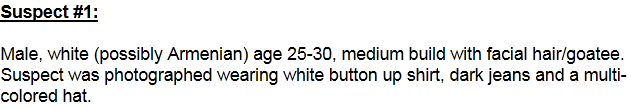 Suspect #1:
Male, white (possibly Armenian) age 25-30, medium build with facial hair/goatee.
Suspect was photographed wearing white button up shirt, dark jeans and a multi-
colored hat.